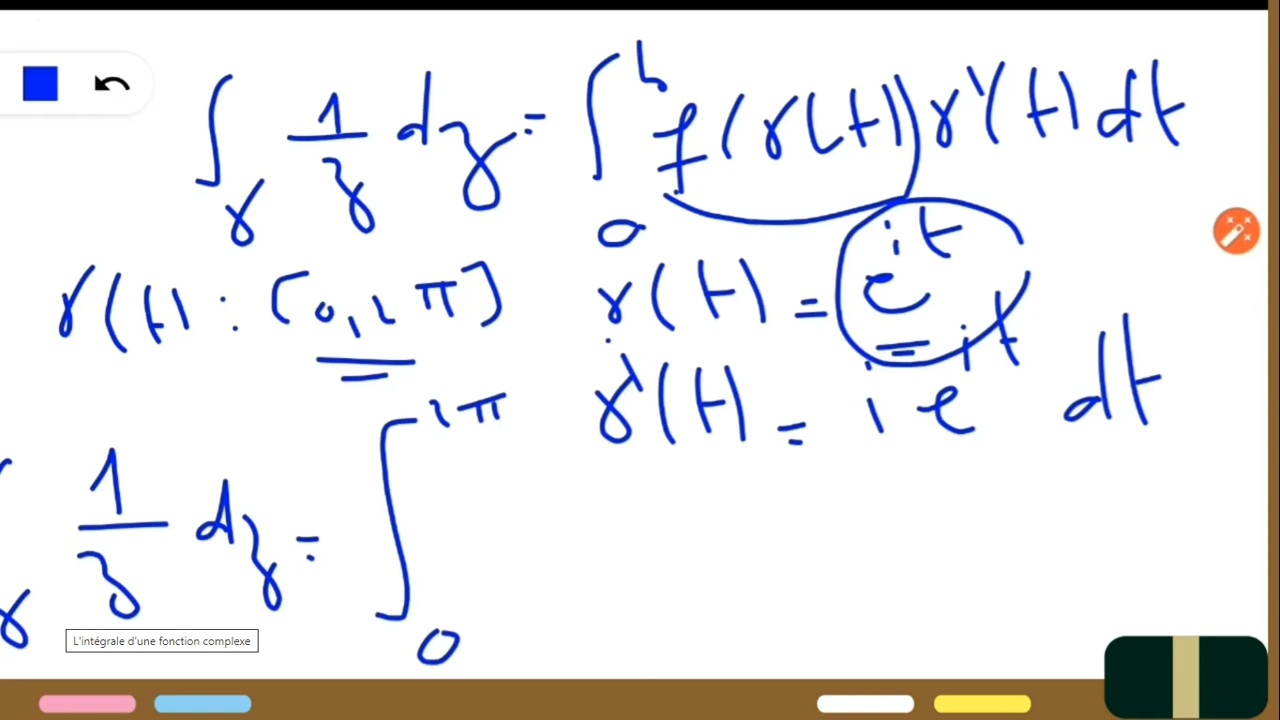 ∫_γ 1/z dz = ∫_0^b f(γ(t)) γ'(t) dt
γ(t) : [0, 2π] γ(t) = e^{it}
γ'(t) = i e^{it} dt
∫_γ 1/z dz = ∫_0^{2π}
L'intégrale d'une fonction complexe